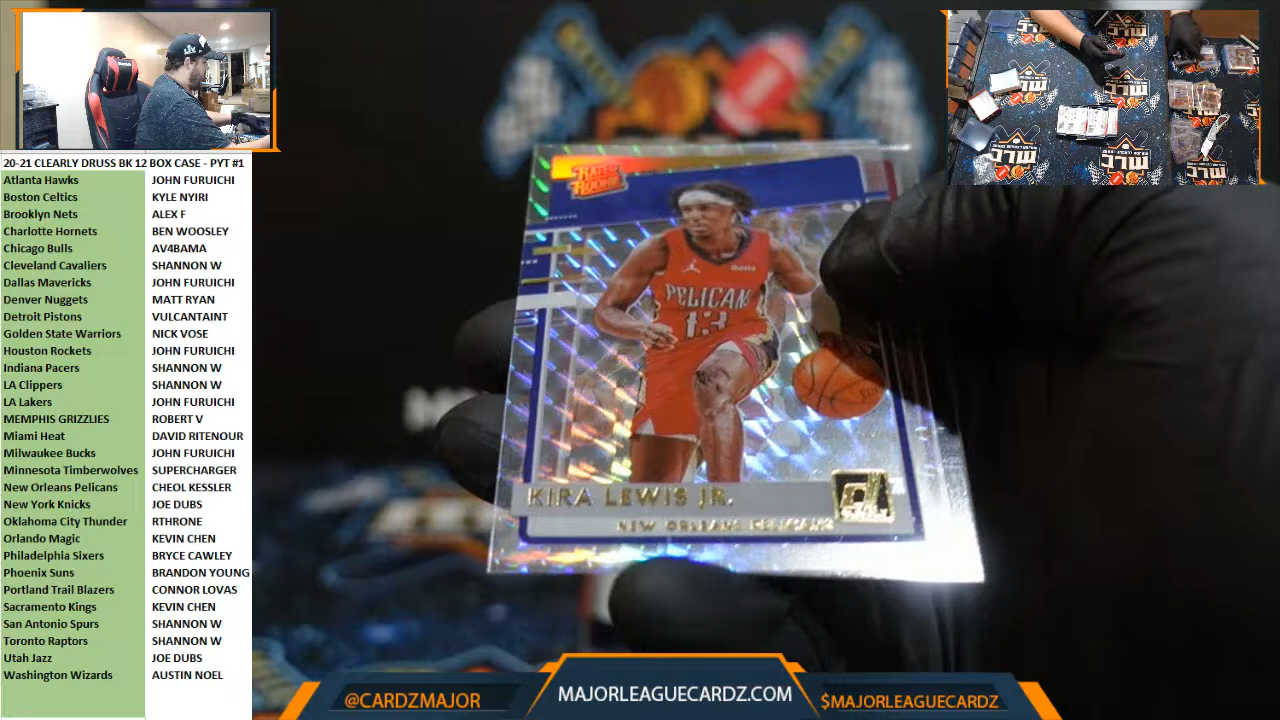 20-21 CLEARLY DRUSS BK 12 BOX CASE - PYT #1
Atlanta Hawks JOHN FURUICHI
Boston Celtics KYLE NYIRI
Brooklyn Nets ALEX F
Charlotte Hornets BEN WOOSLEY
Chicago Bulls AV4BAMA
Cleveland Cavaliers SHANNON W
Dallas Mavericks JOHN FURUICHI
Denver Nuggets MATT RYAN
Detroit Pistons VULCANTAINT
Golden State Warriors NICK VOSE
Houston Rockets JOHN FURUICHI
Indiana Pacers SHANNON W
LA Clippers SHANNON W
LA Lakers JOHN FURUICHI
MEMPHIS GRIZZLIES ROBERT V
Miami Heat DAVID RITENOUR
Milwaukee Bucks JOHN FURUICHI
Minnesota Timberwolves SUPERCHARGER
New Orleans Pelicans CHEOL KESSLER
New York Knicks JOE DUBS
Oklahoma City Thunder RTHRONE
Orlando Magic KEVIN CHEN
Philadelphia Sixers BRYCE CAWLEY
Phoenix Suns BRANDON YOUNG
Portland Trail Blazers CONNOR LOVAS
Sacramento Kings KEVIN CHEN
San Antonio Spurs SHANNON W
Toronto Raptors SHANNON W
Utah Jazz JOE DUBS
Washington Wizards AUSTIN NOEL
RATED
ROOKIE
PELICANS
13
KIRA LEWIS JR.
NEW ORLEANS PELICANS
@CARDZMAJOR
MAJORLEAGUECARDZ.COM
$MAJORLEAGUECARDZ